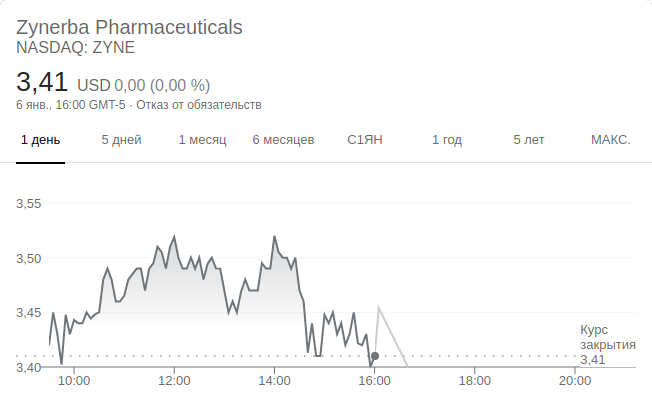 Zynerba Pharmaceuticals
NASDAQ: ZYNE
3,41 USD 0,00 (0,00 %)
6 янв., 16:00 GMT-5 · Отказ от обязательств
1 день 5 дней 1 месяц 6 месяцев С1ЯН 1 год 5 лет МАКС.
3,55
3,50
3,45
Курс
закрытия
3,41
3,40
10:00 12:00 14:00 16:00 18:00 20:00